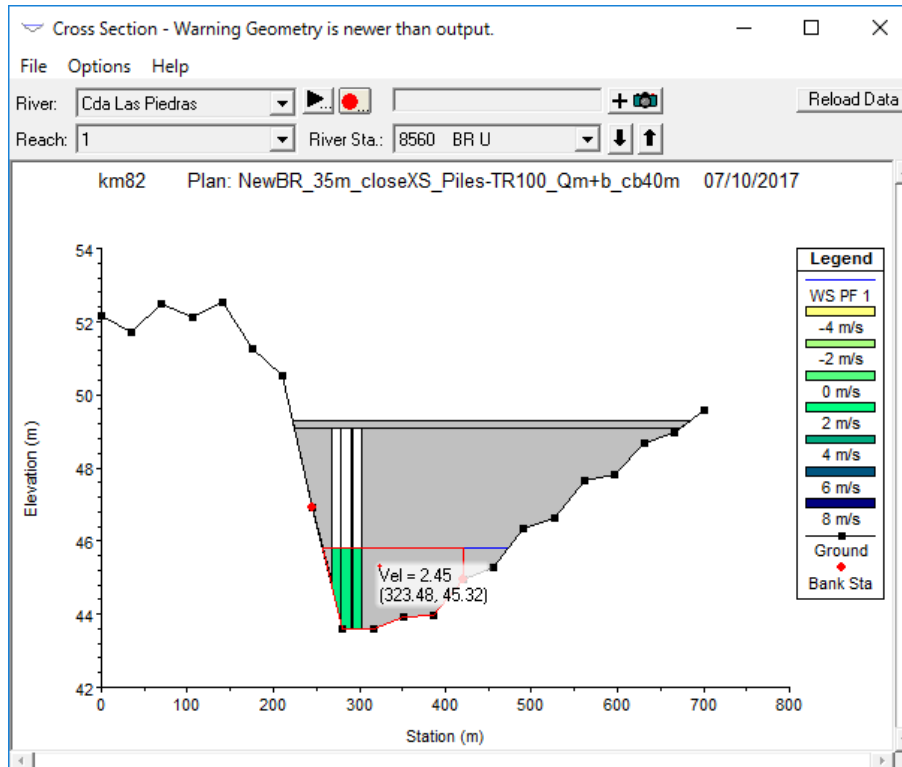 Cross Section - Warning Geometry is newer than output.
File Options Help
River: Cda Las Piedras
Reload Data
Reach: 1 River Sta.: 8560 BR U
km82 Plan: NewBR_35m_closeXS_Piles-TR100_Qm+b_cb40m 07/10/2017
54
52
50
48
46
44
42
Elevation (m)
0 100 200 300 400 500 600 700 800
Station (m)
Vel = 2.45
(323.48, 45.32)
Legend
WS PF 1
-4 m/s
-2 m/s
0 m/s
2 m/s
4 m/s
6 m/s
8 m/s
Ground
Bank Sta